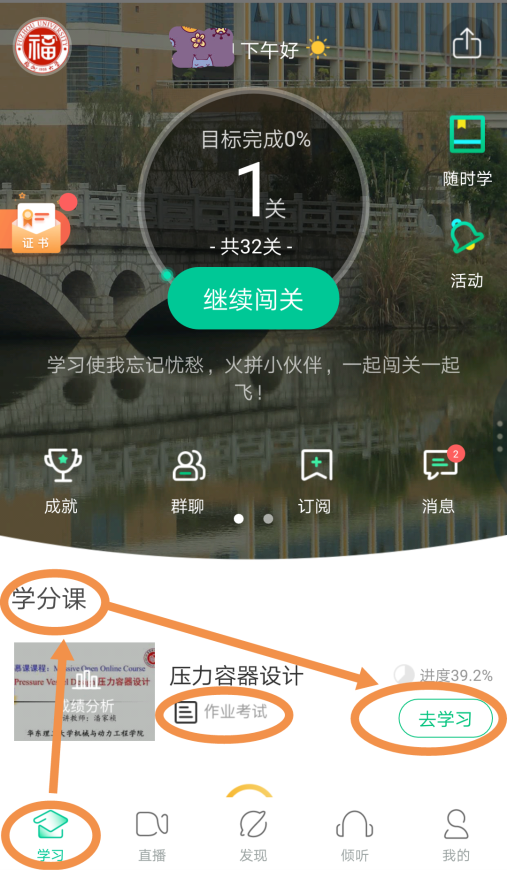 福
FUZHOU UNIVERSITY
下午好
目标完成0%
1关
- 共32关 -
继续闯关
随时学
证书
活动
学习使我忘记忧愁，火拼小伙伴，一起闯关一起
飞！
成就
群聊
订阅
2
消息
学分课
慕课课程：Massive Open Online Course
Pressure Vessel D 压力容器设计
成绩分析
讲教师：潘家祯
华东理工大学机械与动力工程学院
压力容器设计
进度39.2%
作业考试
去学习
学习
直播
发现
倾听
我的